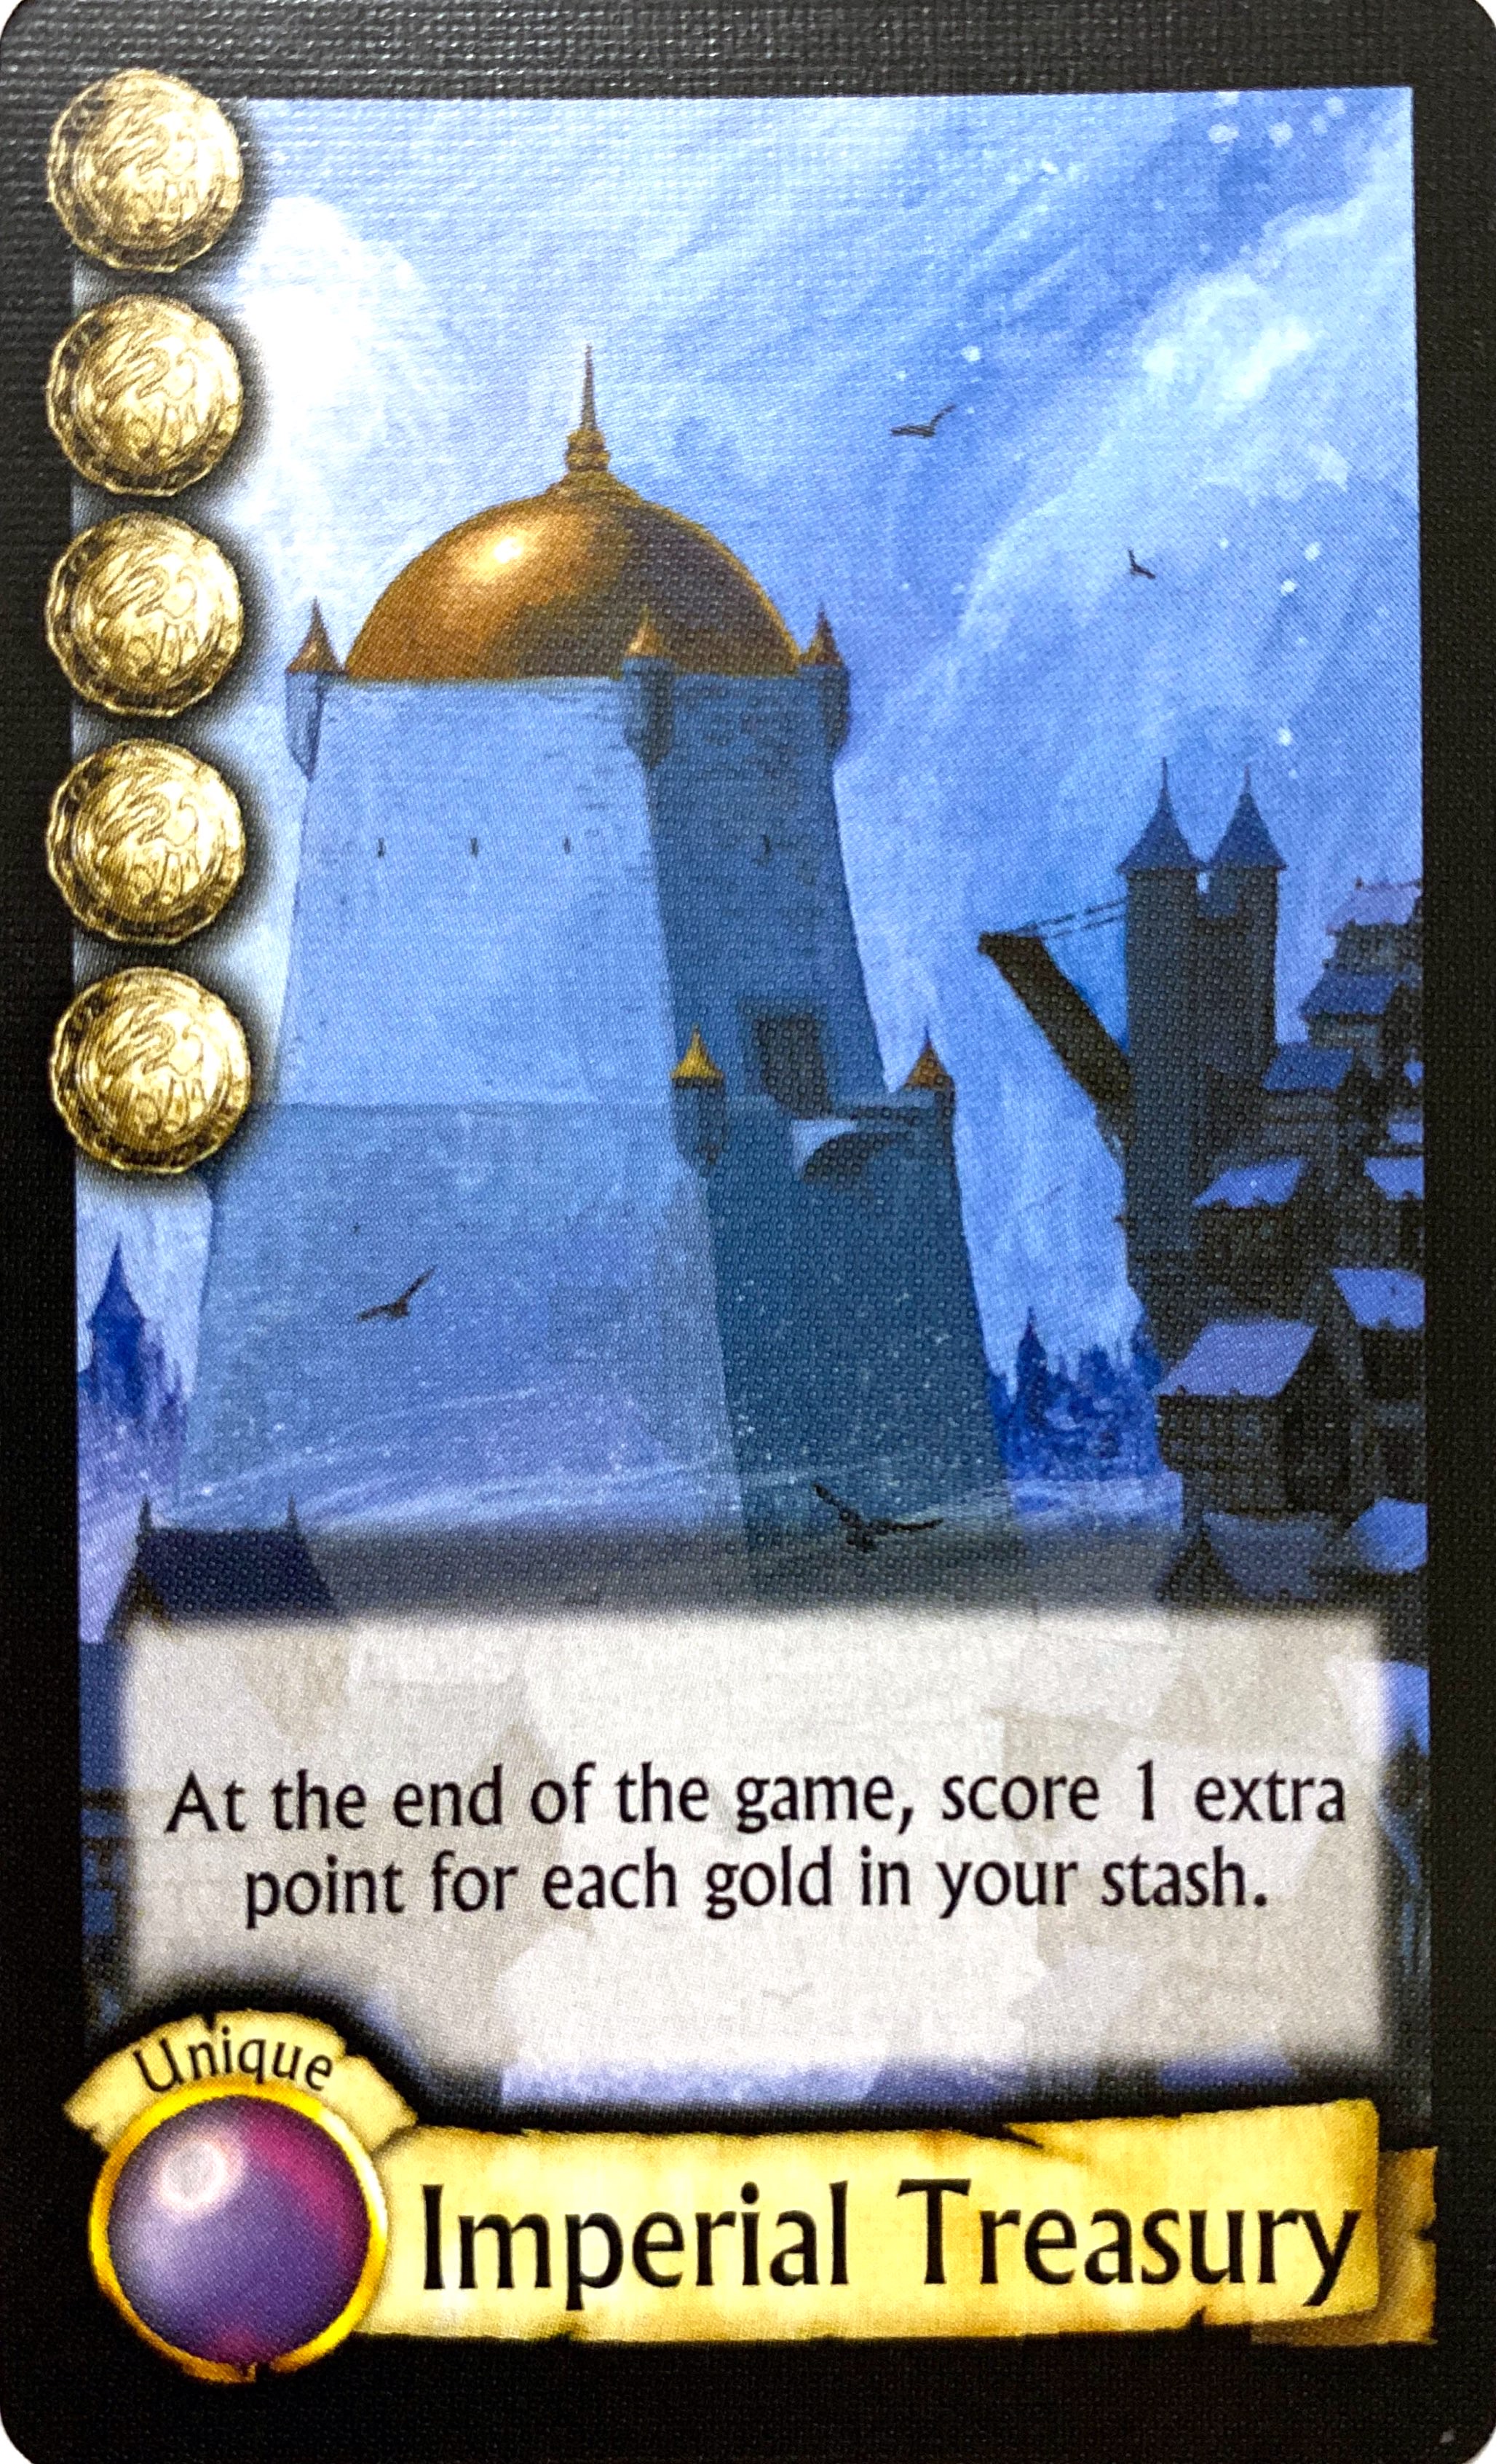 At the end of the game, score 1 extra
point for each gold in your stash.
Unique
Imperial Treasury